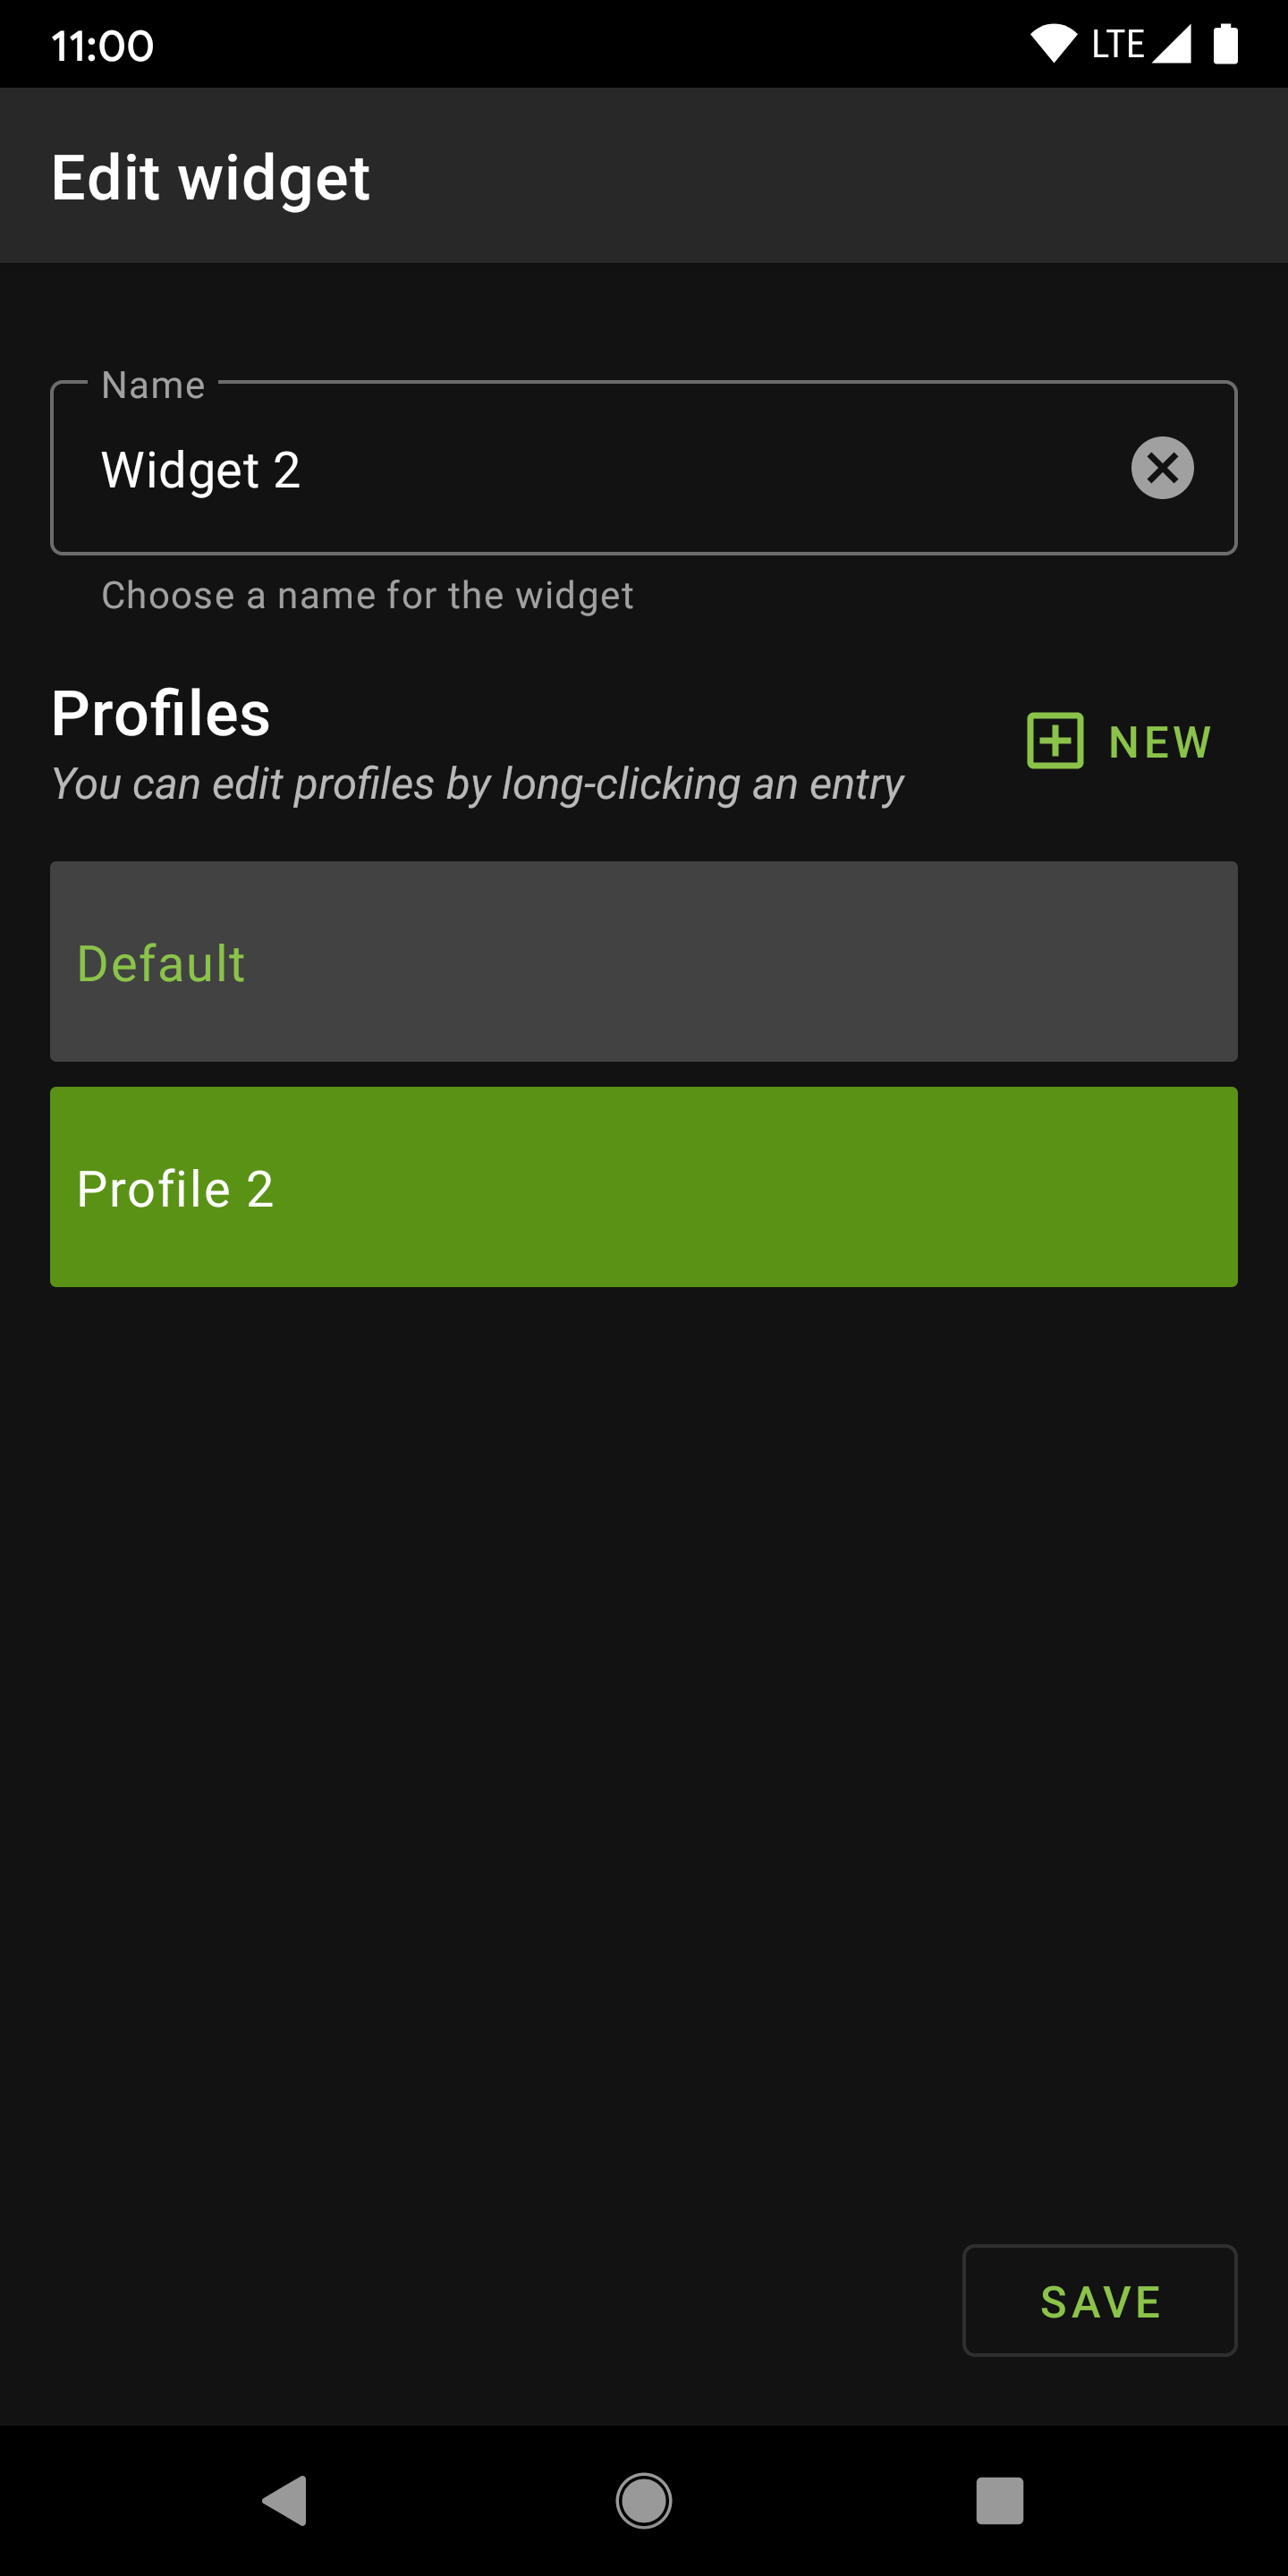 11:00
LTE
Edit widget
Name
Widget 2
Choose a name for the widget
Profiles
NEW
You can edit profiles by long-clicking an entry
Default
Profile 2
SAVE